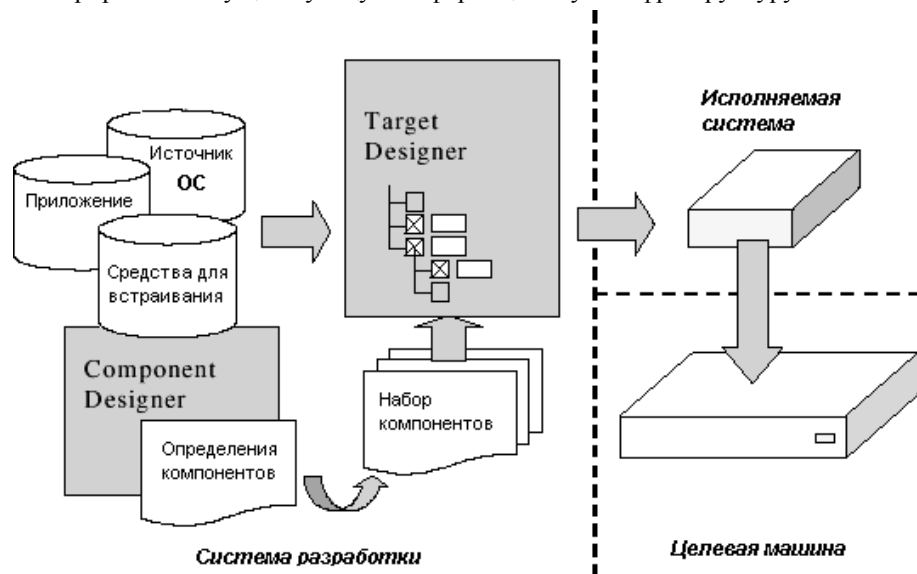 Target
Designer
Исполняемая
система
Источник
ОС
Приложение
Средства для
встраивания
Component
Designer
Набор
компонентов
Определения
компонентов
Система разработки
Целевая машина